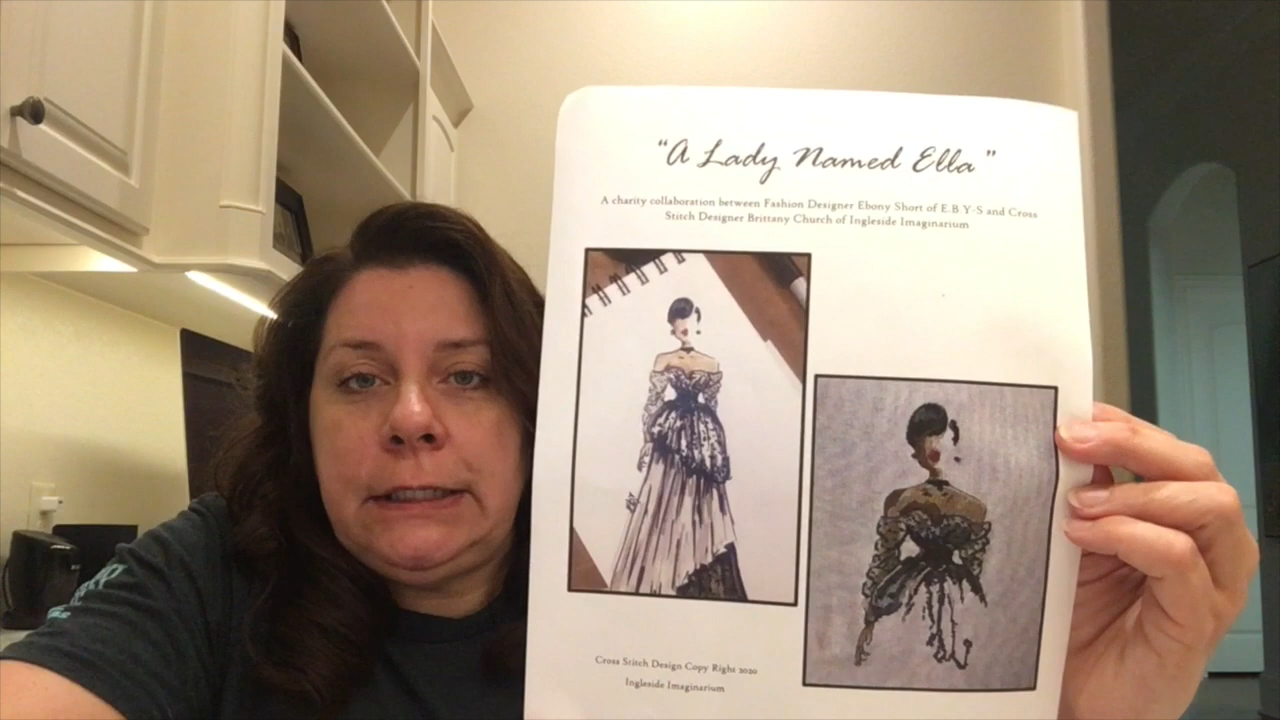 “A Lady Named Ella”
A charity collaboration between Fashion Designer Ebony Short of E.B.Y-S and Cross
Stitch Designer Brittany Church of Ingleside Imaginarium
Cross Stitch Design Copy Right 2020
Ingleside Imaginarium